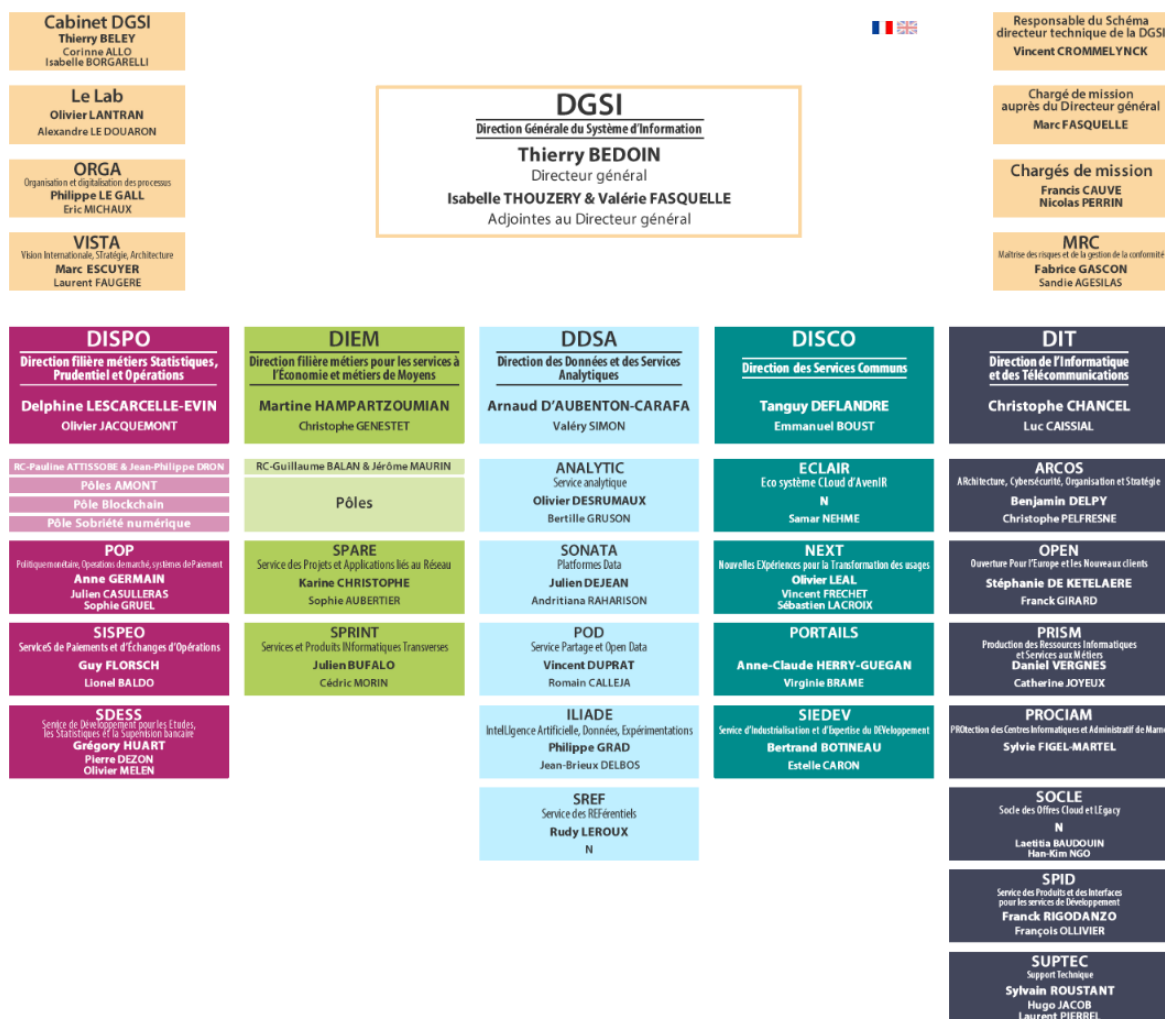 Cabinet DGSI
Thierry BELEY
Corinne ALLO
Isabelle BORGARELLI
Le Lab
Olivier LANTRAN
Alexandre LE DOUARON
ORGA
Organisation et digitalisation des processus
Philippe LE GALL
Eric MICHAUX
VISTA
Vision Internationale, STratégie, Architecture
Marc ESCUYER
Laurent FAUGERE
DGSI
Direction Générale du Système d'Information
Thierry BEDOIN
Directeur général
Isabelle THOUZERY & Valérie FASQUELLE
Adjointes au Directeur général
Responsable du Schéma
directeur technique de la DGSI
Vincent CROMMELYNCK
Chargé de mission
auprès du Directeur général
Marc FASQUELLE
Chargés de mission
Francis CAUVE
Nicolas PERRIN
MRC
Maîtrise des risques et de la gestion de la conformité
Fabrice GASCON
Sandie AGESILAS
DISPO
Direction filière métiers Statistiques,
Prudentiel et Opérations
Delphine LESCARCELLE-EVIN
Olivier JACQUEMONT
RC-Pauline ATTISSOBE & Jean-Philippe DRON
Pôles AMONT
Pôle Blockchain
Pôle Sobriété numérique
POP
Politique monétaire, Operations de marché, systèmes de Paiement
Anne GERMAIN
Julien CASULLERAS
Sophie GRUEL
SISPEO
ServiceS de Paiements et d'Échanges d'Opérations
Guy FLORSCH
Lionel BALDO
SDESS
Service de Développement pour les Etudes,
les Statistiques et la Supervision bancaire
Grégory HUART
Pierre DEZON
Olivier MELEN
DIEM
Direction filière métiers pour les services à
l'Économie et métiers de Moyens
Martine HAMPARTZOUMIAN
Christophe GENESTET
RC-Guillaume BALAN & Jérôme MAURIN
Pôles
SPARE
Service des Projets et Applications liés au Réseau
Karine CHRISTOPHE
Sophie AUBERTIER
SPRINT
Services et Produits INformatiques Transverses
Julien BUFALO
Cédric MORIN
DDSA
Direction des Données et des Services
Analytiques
Arnaud D'AUBENTON-CARAFA
Valéry SIMON
ANALYTIC
Service analytique
Olivier DESRUMAUX
Bertille GRUSON
SONATA
Platformes Data
Julien DEJEAN
Andritiana RAHARISON
POD
Service Partage et Open Data
Vincent DUPRAT
Romain CALLEJA
ILIADE
IntelLIgence Artificielle, Données, Expérimentations
Philippe GRAD
Jean-Brieux DELBOS
SREF
Service des REFérentiels
Rudy LEROUX
N
DISCO
Direction des Services Communs
Tanguy DEFLANDRE
Emmanuel BOUST
ECLAIR
Eco système CLoud d'AvenIR
N
Samar NEHME
NEXT
Nouvelles EXpériences pour la Transformation des usages
Olivier LEAL
Vincent FRECHET
Sébastien LACROIX
PORTAILS
Anne-Claude HERRY-GUEGAN
Virginie BRAME
SIEDEV
Service d'Industrialisation et d'Expertise du DEVeloppement
Bertrand BOTINEAU
Estelle CARON
DIT
Direction de l'Informatique
et des Télécommunications
Christophe CHANCEL
Luc CAISSIAL
ARCOS
ARchitecture, Cybersécurité, Organisation et Stratégie
Benjamin DELPY
Christophe PELFRESNE
OPEN
Ouverture Pour l'Europe et les Nouveaux clients
Stéphanie DE KETELAERE
Franck GIRARD
PRISM
Production des Ressources Informatiques
et Services aux Métiers
Daniel VERGNES
Catherine JOYEUX
PROCIAM
PROtection des Centres Informatiques et Administratif de Marne
Sylvie FIGEL-MARTEL
SOCLE
Socle des Offres Cloud et LEgacy
N
Laetitia BAUDOUIN
Han-Kim NGO
SPID
Service des Produits et des Interfaces
pour les services de Développement
Franck RIGODANZO
François OLLIVIER
SUPTEC
Support Technique
Sylvain ROUSTANT
Hugo JACOB
Laurent PIERREL